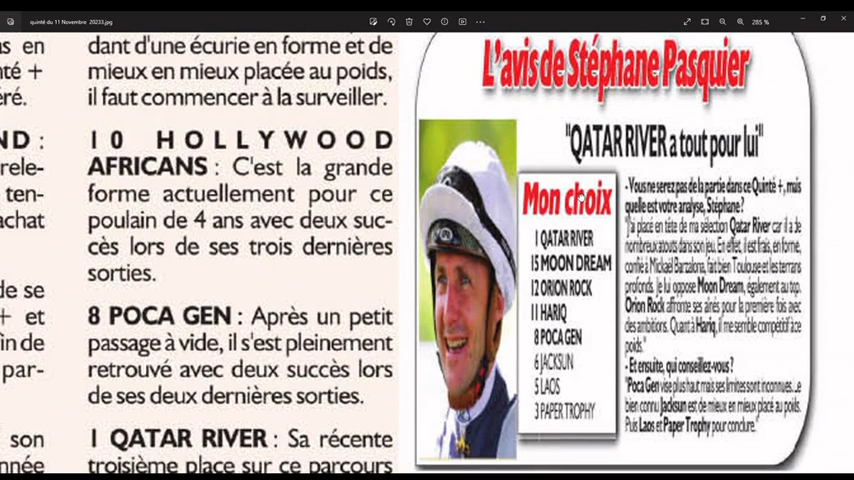 quinté du 11 Novembre 20233.jpg
285 %
as en
nté +
éré.
ND :
rele-
ten-
achat
de se
+ et
fin de
par-
son
nnée
dant d'une écurie en forme et de
mieux en mieux placée au poids,
il faut commencer à la surveiller.
10 HOLLYWOOD
AFRICANS : C'est la grande
forme actuellement pour ce
poulain de 4 ans avec deux suc-
cès lors de ses trois dernières
sorties.
8 POCA GEN : Après un petit
passage à vide, il s'est pleinement
retrouvé avec deux succès lors
de ses deux dernières sorties.
1 QATAR RIVER : Sa récente
troisième place sur ce parcours
L'avis de Stéphane Pasquier
"QATAR RIVER a tout pour lui"
Mon choix
1 QATAR RIVER
15 MOON DREAM
12 ORION ROCK
11 HARIQ
8 POCA GEN
6 JACKSUN
5 LAOS
3 PAPER TROPHY
- Vous ne serez pas de la partie dans ce Quinté +, mais
quelle est votre analyse, Stéphane ?
"J'ai placé en tête de ma sélection Qatar River car il a de
nombreux atouts dans son jeu. En effet, il est frais, en forme,
confié à Mickaël Barzalona, fait bien Toulouse et les terrains
profonds. Je lui oppose Moon Dream, également au top.
Orion Rock affronte ses aînés pour la première fois avec
des ambitions. Quant à Hariq, il me semble compétitif à ce
poids."
- Et ensuite, qui conseillez-vous ?
"Poca Gen vise plus haut mais ses limites sont inconnues...e
bien connu Jacksun est de mieux en mieux placé au poids.
Puis Laos et Paper Trophy pour conclure."